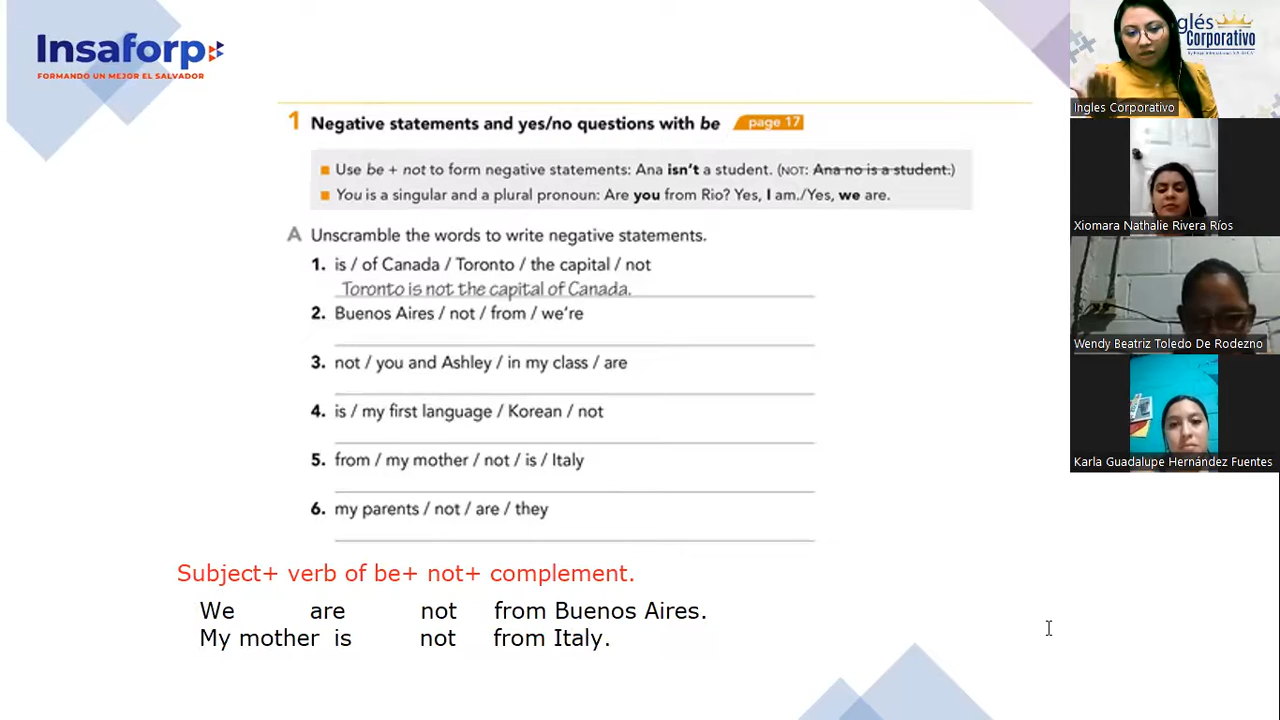 Insaforp
FORMANDO UN MEJOR EL SALVADOR
1 Negative statements and yes/no questions with be page 17
Use be + not to form negative statements: Ana isn't a student. (NOT: Ana no is a student.)
You is a singular and a plural pronoun: Are you from Rio? Yes, I am./Yes, we are.
A Unscramble the words to write negative statements.
1. is / of Canada / Toronto / the capital / not
Toronto is not the capital of Canada.
2. Buenos Aires / not / from / we're
3. not / you and Ashley / in my class / are
4. is / my first language / Korean / not
5. from / my mother / not / is / Italy
6. my parents / not / are / they
Subject+ verb of be+ not+ complement.
We are not from Buenos Aires.
My mother is not from Italy.
glés
Corporativo
Ingles Corporativo
Xiomara Nathalie Rivera Ríos
Wendy Beatriz Toledo De Rodezno
Karla Guadalupe Hernández Fuentes